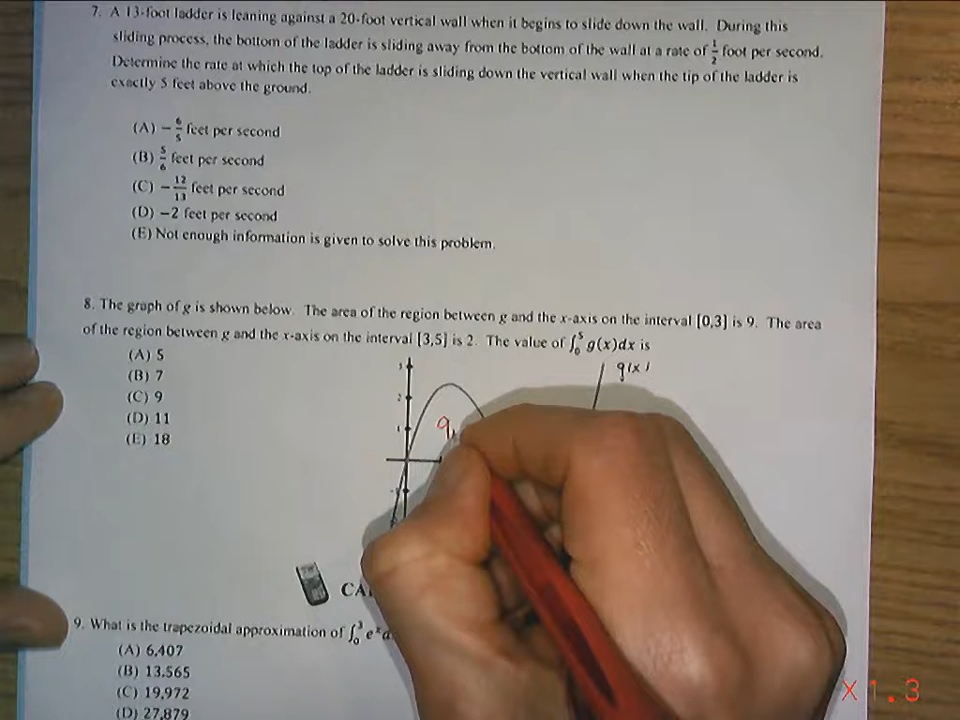 7. A 13-foot ladder is leaning against a 20-foot vertical wall when it begins to slide down the wall. During this
sliding process, the bottom of the ladder is sliding away from the bottom of the wall at a rate of 1/2 foot per second.
Determine the rate at which the top of the ladder is sliding down the vertical wall when the tip of the ladder is
exactly 5 feet above the ground.
(A) −6/5 feet per second
(B) 5/6 feet per second
(C) −12/13 feet per second
(D) −2 feet per second
(E) Not enough information is given to solve this problem.
8. The graph of g is shown below. The area of the region between g and the x-axis on the interval [0,3] is 9. The area
of the region between g and the x-axis on the interval [3,5] is 2. The value of ∫₀⁵ g(x)dx is
(A) 5
(B) 7
(C) 9
(D) 11
(E) 18
g(x)
3
2
1
9
9. What is the trapezoidal approximation of ∫₀³ eˣd
(A) 6.407
(B) 13.565
(C) 19.972
(D) 27.879
X1.3